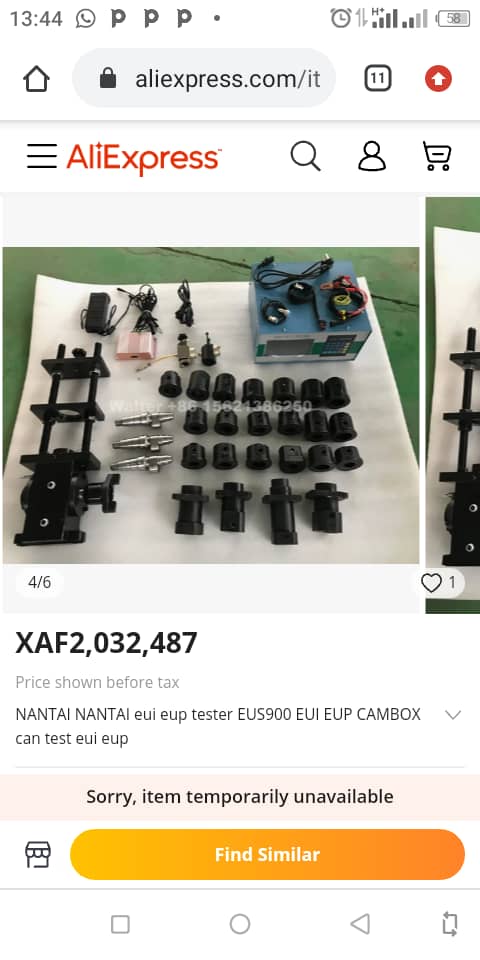 13:44
H+
58
aliexpress.com/it
11
AliExpress
Walter +86 15621386250
4/6
1
XAF2,032,487
Price shown before tax
NANTAI NANTAI eui eup tester EUS900 EUI EUP CAMBOX
can test eui eup
Sorry, item temporarily unavailable
Find Similar